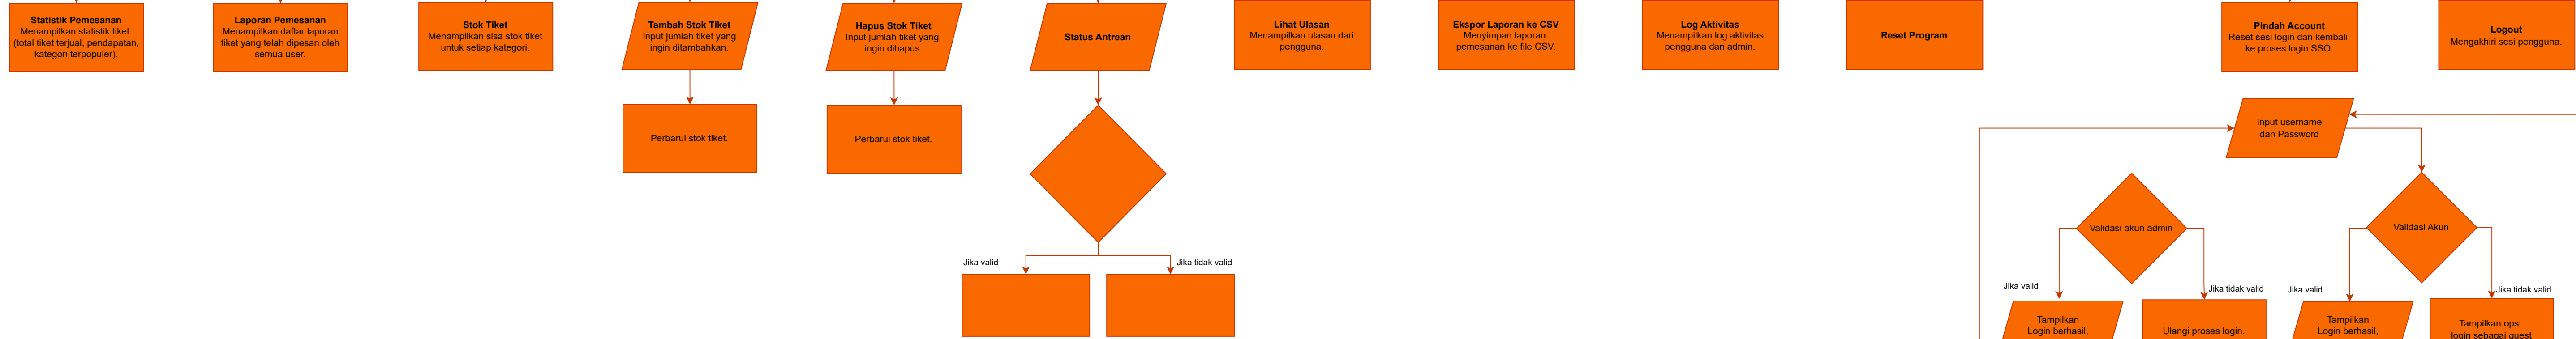 Statistik Pemesanan
Menampilkan statistik tiket
(total tiket terjual, pendapatan,
kategori terpopuler).
Laporan Pemesanan
Menampilkan daftar laporan
tiket yang telah dipesan oleh
semua user.
Stok Tiket
Menampilkan sisa stok tiket
untuk setiap kategori.
Tambah Stok Tiket
Input jumlah tiket yang
ingin ditambahkan.
Hapus Stok Tiket
Input jumlah tiket yang
ingin dihapus.
Status Antrean
Lihat Ulasan
Menampilkan ulasan dari
pengguna.
Ekspor Laporan ke CSV
Menyimpan laporan
pemesanan ke file CSV.
Log Aktivitas
Menampilkan log aktivitas
pengguna dan admin.
Reset Program
Pindah Account
Reset sesi login dan kembali
ke proses login SSO.
Logout
Mengakhiri sesi pengguna.
Perbarui stok tiket.
Perbarui stok tiket.
Input username
dan Password
Validasi akun admin
Validasi Akun
Jika valid
Jika tidak valid
Jika valid
Jika tidak valid
Jika valid
Jika tidak valid
Tampilkan
Login berhasil,
Ulangi proses login.
Tampilkan
Login berhasil,
Tampilkan opsi
login sebagai guest